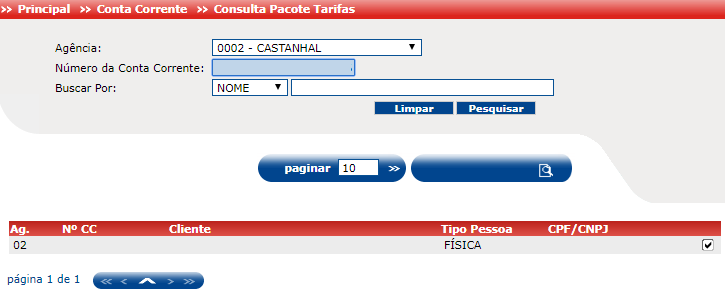 >> Principal >> Conta Corrente >> Consulta Pacote Tarifas
Agência: 0002 - CASTANHAL
Número da Conta Corrente:
Buscar Por: NOME
Limpar Pesquisar
paginar 10 >>
Ag. Nº CC Cliente Tipo Pessoa CPF/CNPJ
02 FÍSICA
página 1 de 1 << < > >>